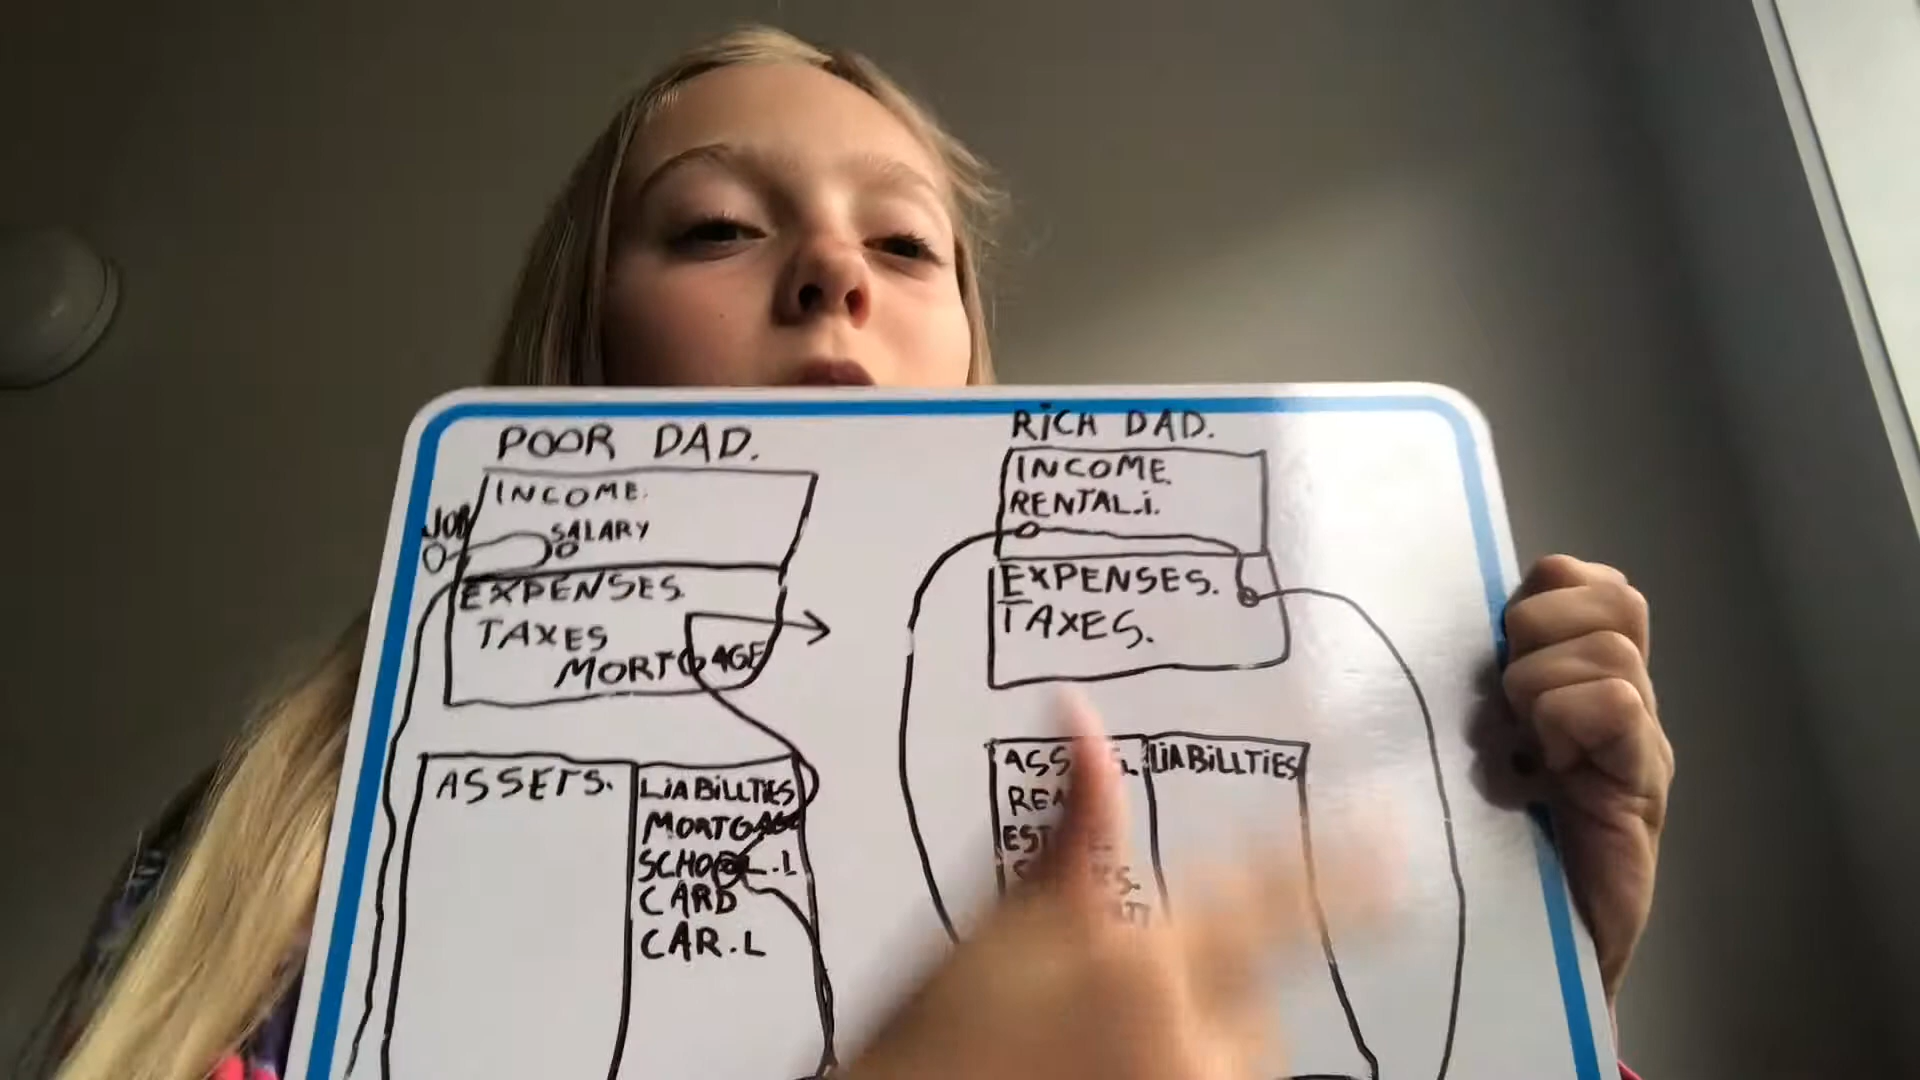 POOR DAD.
INCOME.
JOB
SALARY
EXPENSES.
TAXES
MORTGAGE
ASSETS.
LIABILLTIES
MORTGAGE
SCHOOL.L
CARD
CAR.L
RICH DAD.
INCOME.
RENTAL.i.
EXPENSES.
TAXES.
LIABILLTIES